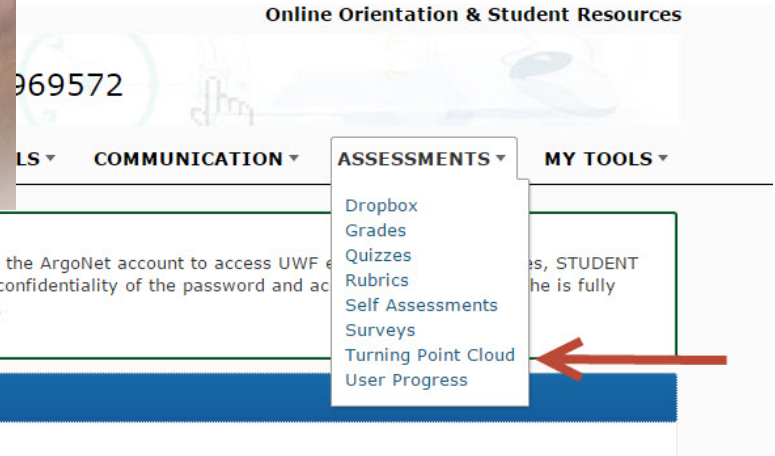 Online Orientation & Student Resources
969572
LS COMMUNICATION ASSESSMENTS MY TOOLS
Dropbox
Grades
Quizzes
Rubrics
Self Assessments
Surveys
Turning Point Cloud
User Progress
the ArgoNet account to access UWF es, STUDENT
confidentiality of the password and ac he is fully